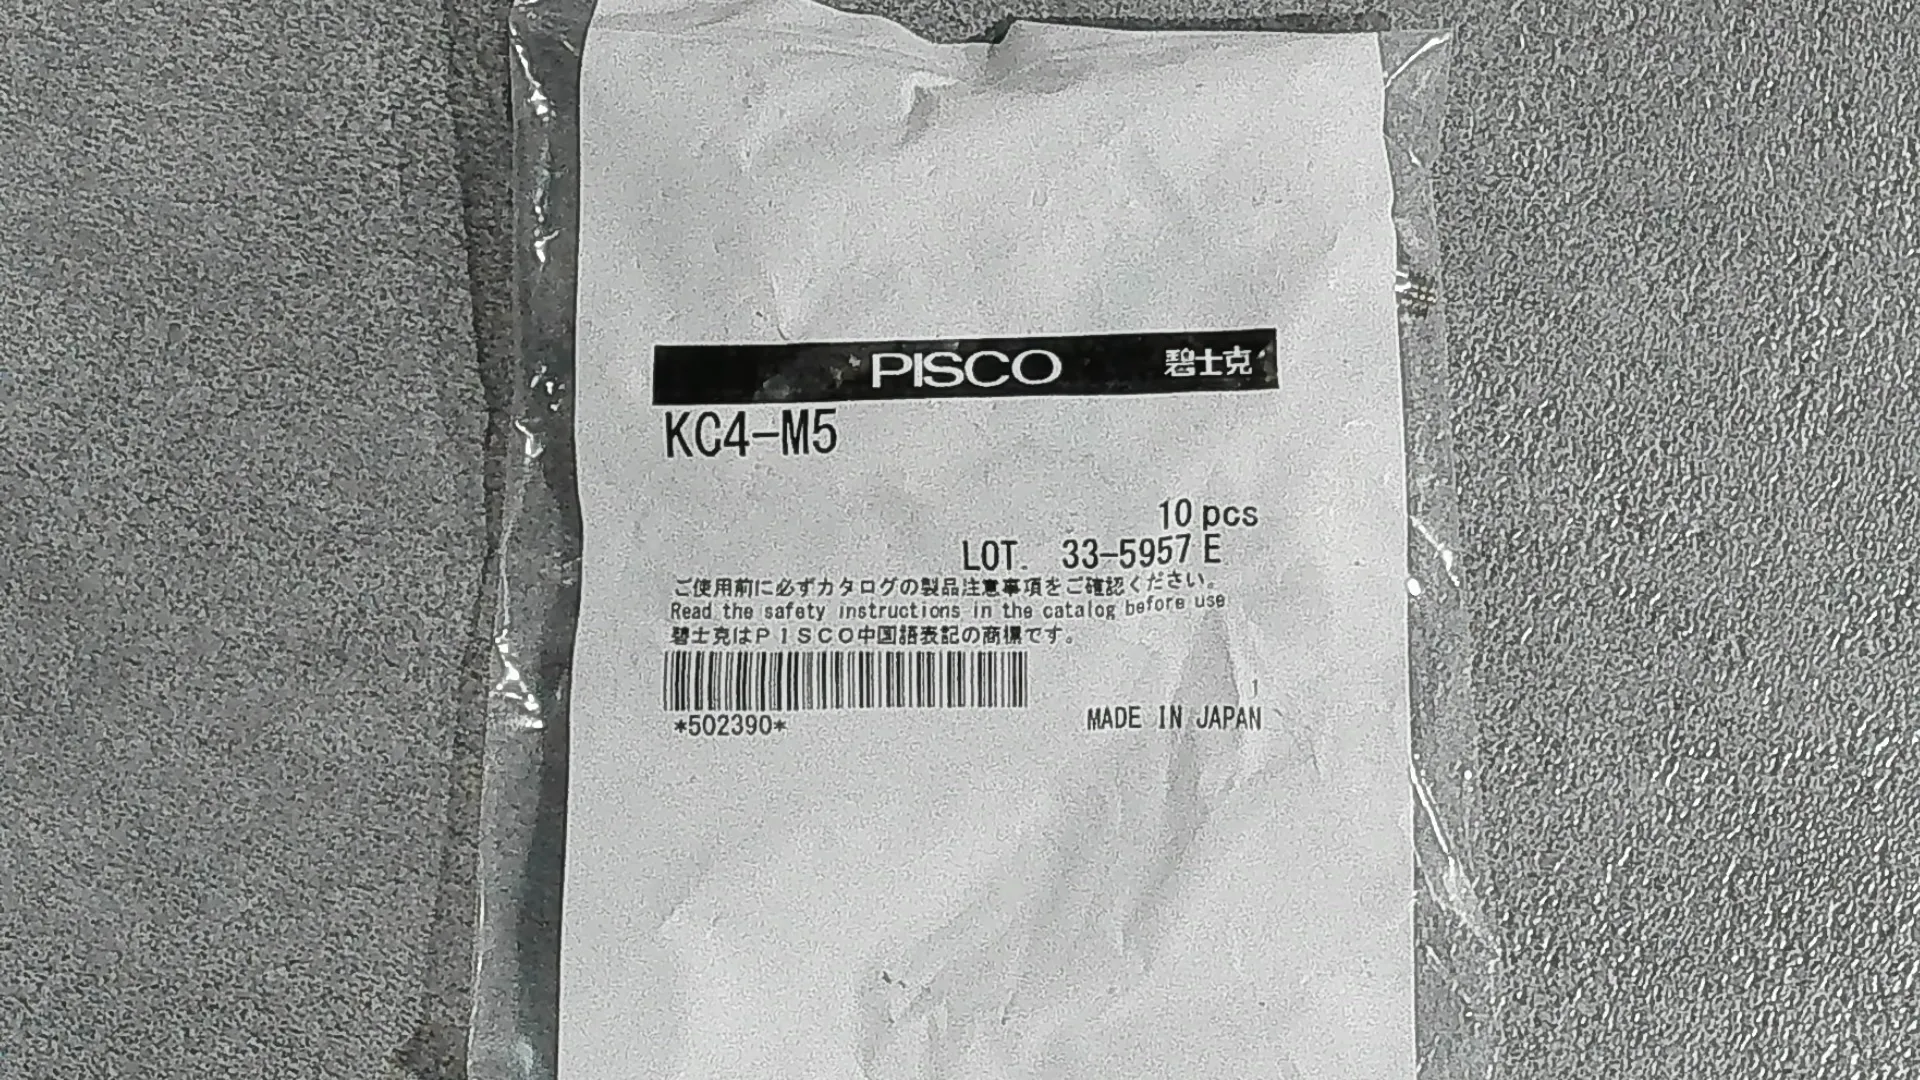 PISCO 碧士克
KC4-M5
10 pcs
LOT. 33-5957 E
ご使用前に必ずカタログの製品注意事項をご確認ください。
Read the safety instructions in the catalog before use
碧士克はPISCO中国語表記の商標です。
1
*502390* MADE IN JAPAN